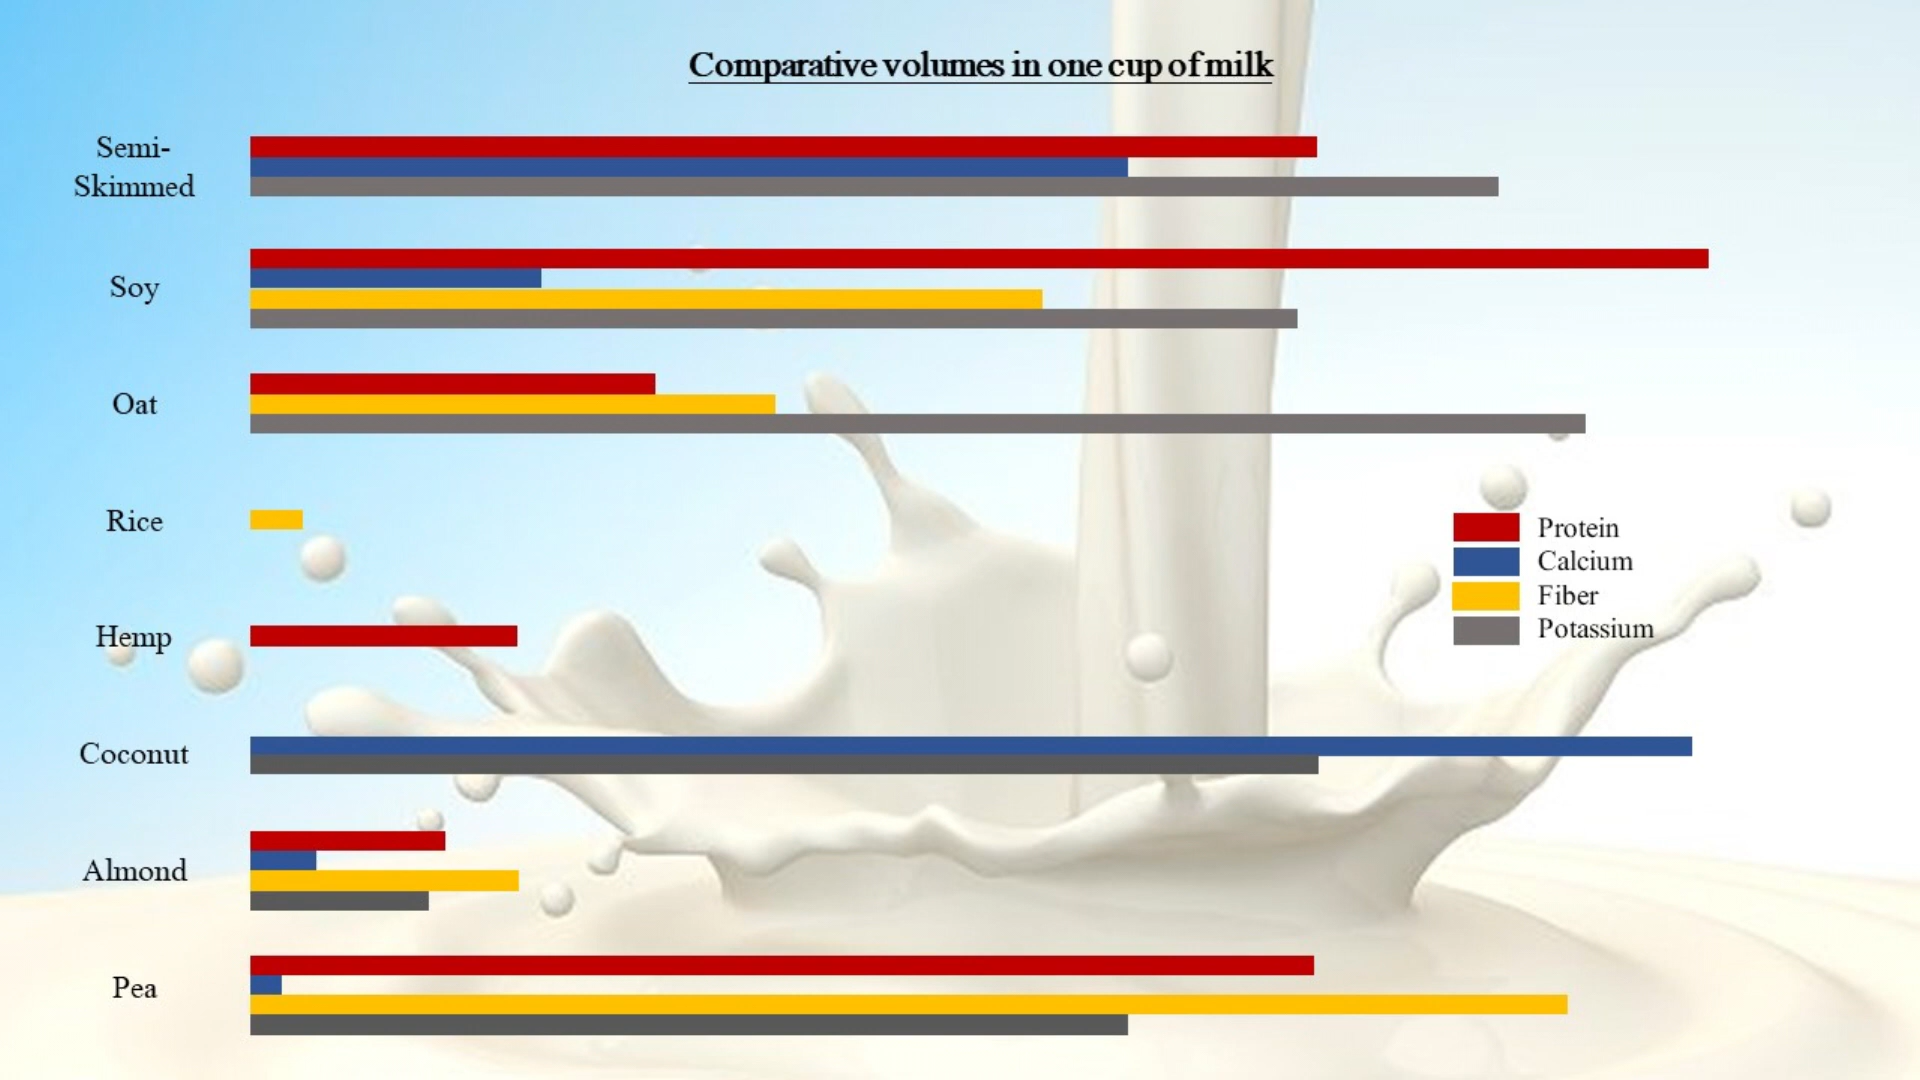 Comparative volumes in one cup of milk
Semi-
Skimmed
Soy
Oat
Rice
Hemp
Coconut
Almond
Pea
Protein
Calcium
Fiber
Potassium